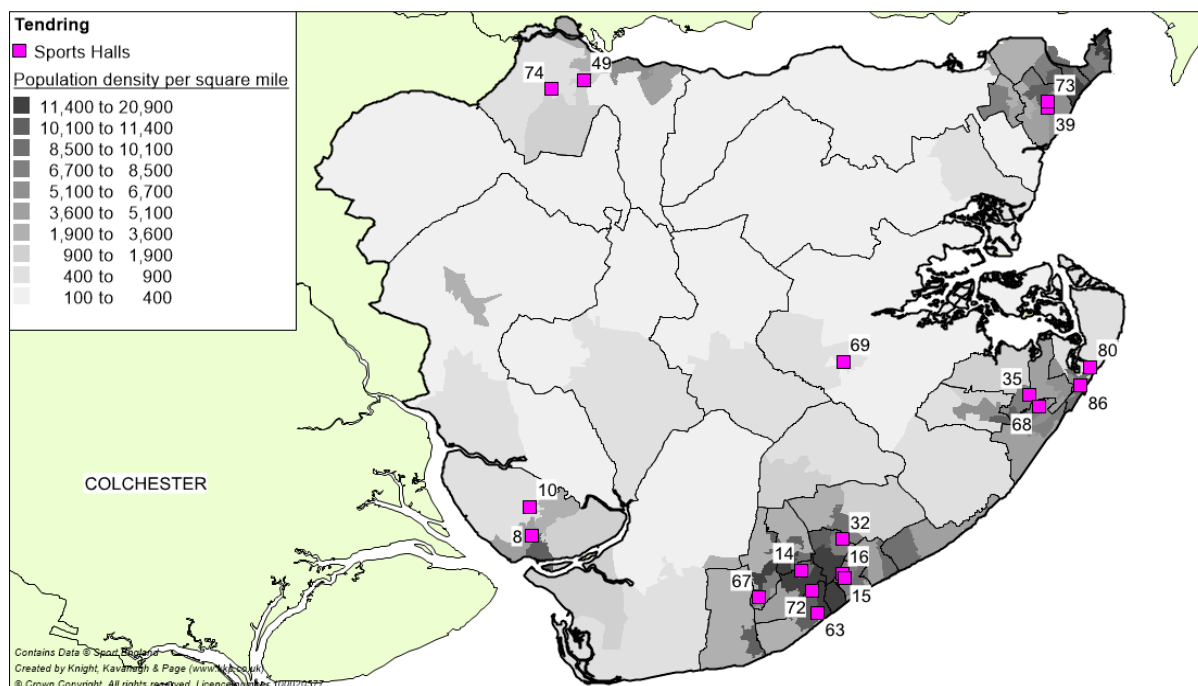 Tendring
Sports Halls
Population density per square mile
11,400 to 20,900
10,100 to 11,400
8,500 to 10,100
6,700 to 8,500
5,100 to 6,700
3,600 to 5,100
1,900 to 3,600
900 to 1,900
400 to 900
100 to 400
49
74
73
39
69
80
35
86
68
COLCHESTER
10
8
32
14
16
67
15
72
63
Contains Data © Sport England
Created by Knight, Kavanagh & Page (www.kkp.co.uk)
© Crown Copyright. All rights reserved. Licence number 100020577